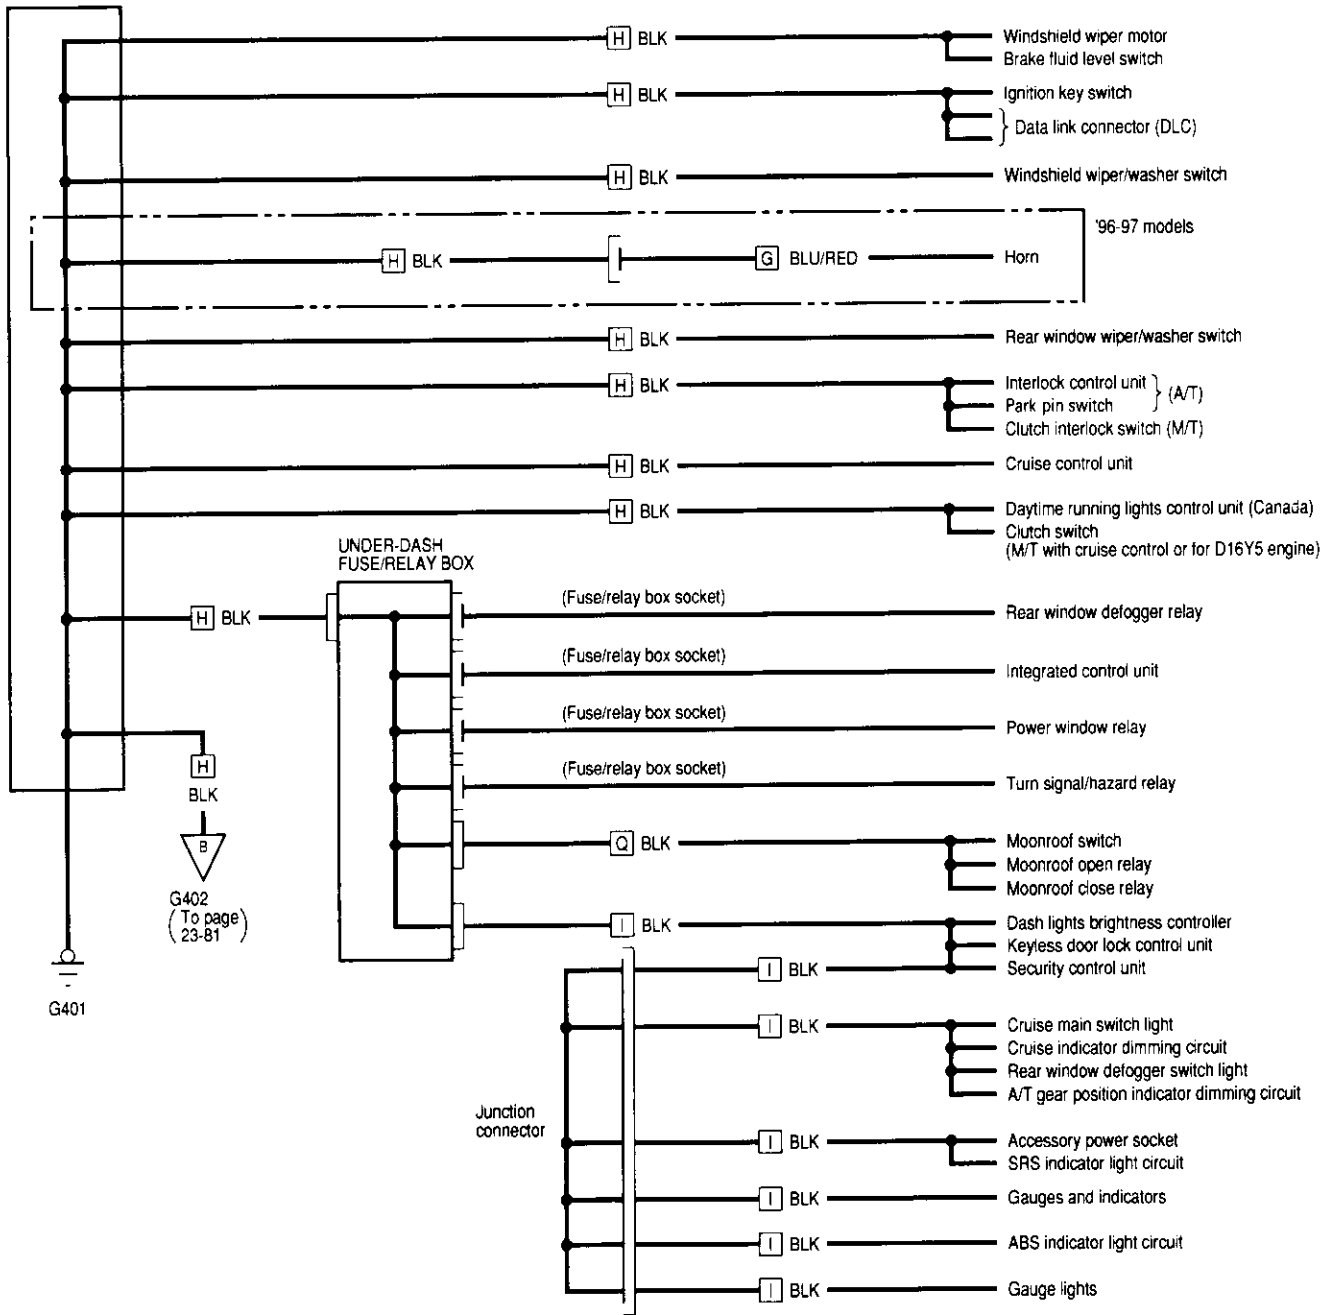 H BLK
Windshield wiper motor
Brake fluid level switch
H BLK
Ignition key switch
Data link connector (DLC)
H BLK
Windshield wiper/washer switch
'96-97 models
H BLK
G BLU/RED
Horn
H BLK
Rear window wiper/washer switch
H BLK
Interlock control unit
Park pin switch
(A/T)
Clutch interlock switch (M/T)
H BLK
Cruise control unit
H BLK
Daytime running lights control unit (Canada)
Clutch switch
(M/T with cruise control or for D16Y5 engine)
UNDER-DASH
FUSE/RELAY BOX
H BLK
(Fuse/relay box socket)
Rear window defogger relay
(Fuse/relay box socket)
Integrated control unit
(Fuse/relay box socket)
Power window relay
(Fuse/relay box socket)
Turn signal/hazard relay
H
BLK
B
G402
(To page
23-81)
Q BLK
Moonroof switch
Moonroof open relay
Moonroof close relay
I BLK
Dash lights brightness controller
Keyless door lock control unit
I BLK
Security control unit
G401
I BLK
Cruise main switch light
Cruise indicator dimming circuit
Rear window defogger switch light
A/T gear position indicator dimming circuit
Junction
connector
I BLK
Accessory power socket
SRS indicator light circuit
I BLK
Gauges and indicators
I BLK
ABS indicator light circuit
I BLK
Gauge lights